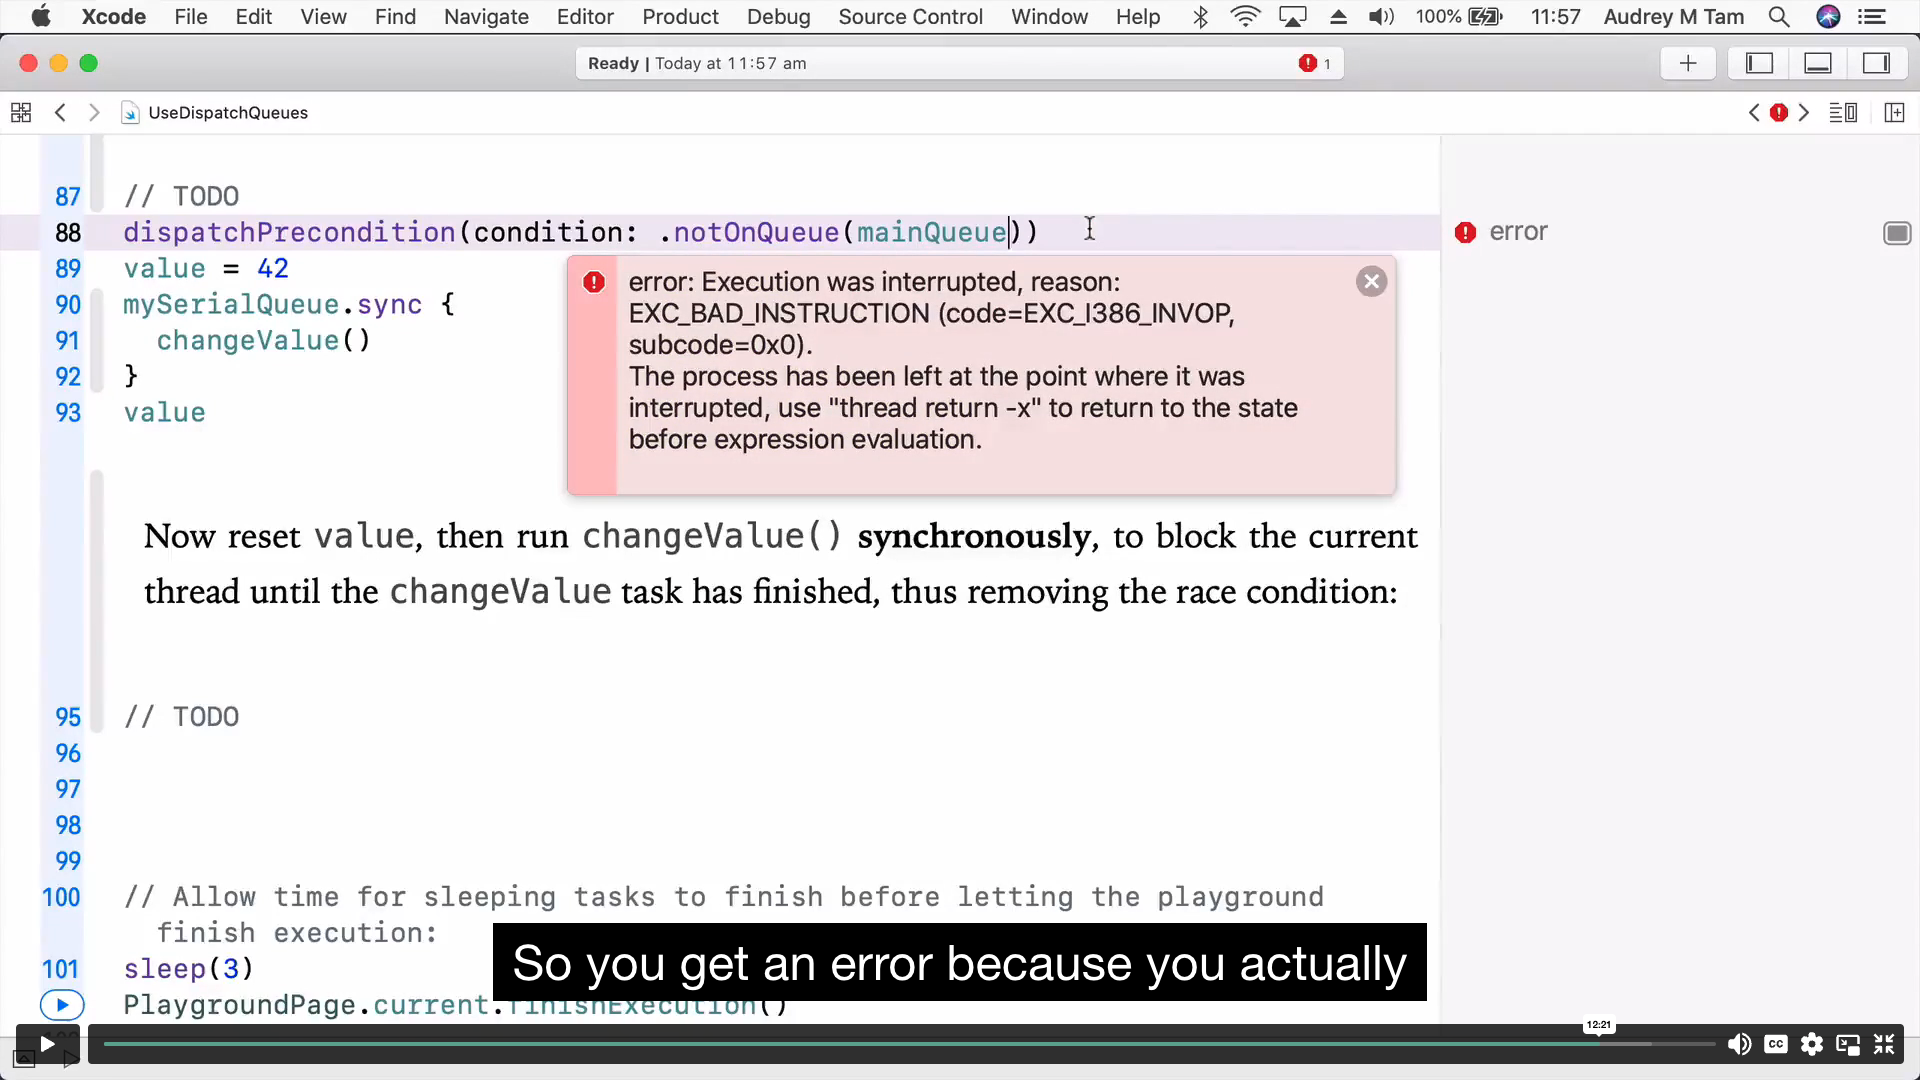 Xcode File Edit View Find Navigate Editor Product Debug Source Control Window Help 100% 11:57 Audrey M Tam
Ready | Today at 11:57 am 1
UseDispatchQueues
87 // TODO
88 dispatchPrecondition(condition: .notOnQueue(mainQueue))
error
89 value = 42
90 mySerialQueue.sync {
91 changeValue()
92 }
93 value
error: Execution was interrupted, reason:
EXC_BAD_INSTRUCTION (code=EXC_I386_INVOP,
subcode=0x0).
The process has been left at the point where it was
interrupted, use "thread return -x" to return to the state
before expression evaluation.
Now reset value, then run changeValue() synchronously, to block the current
thread until the changeValue task has finished, thus removing the race condition:
95 // TODO
96
97
98
99
100 // Allow time for sleeping tasks to finish before letting the playground
finish execution:
101 sleep(3)
So you get an error because you actually
PlaygroundPage.current.finishExecution()
12:21
CC